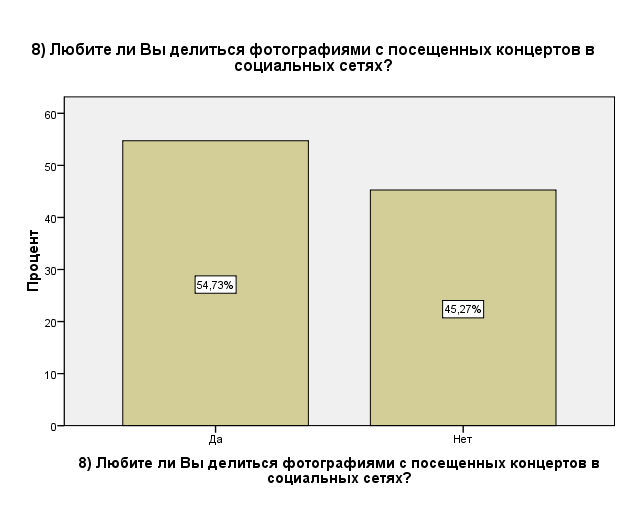 8) Любите ли Вы делиться фотографиями с посещенных концертов в
социальных сетях?
Процент
60
50
40
30
20
10
0
54,73%
45,27%
Да
Нет
8) Любите ли Вы делиться фотографиями с посещенных концертов в
социальных сетях?